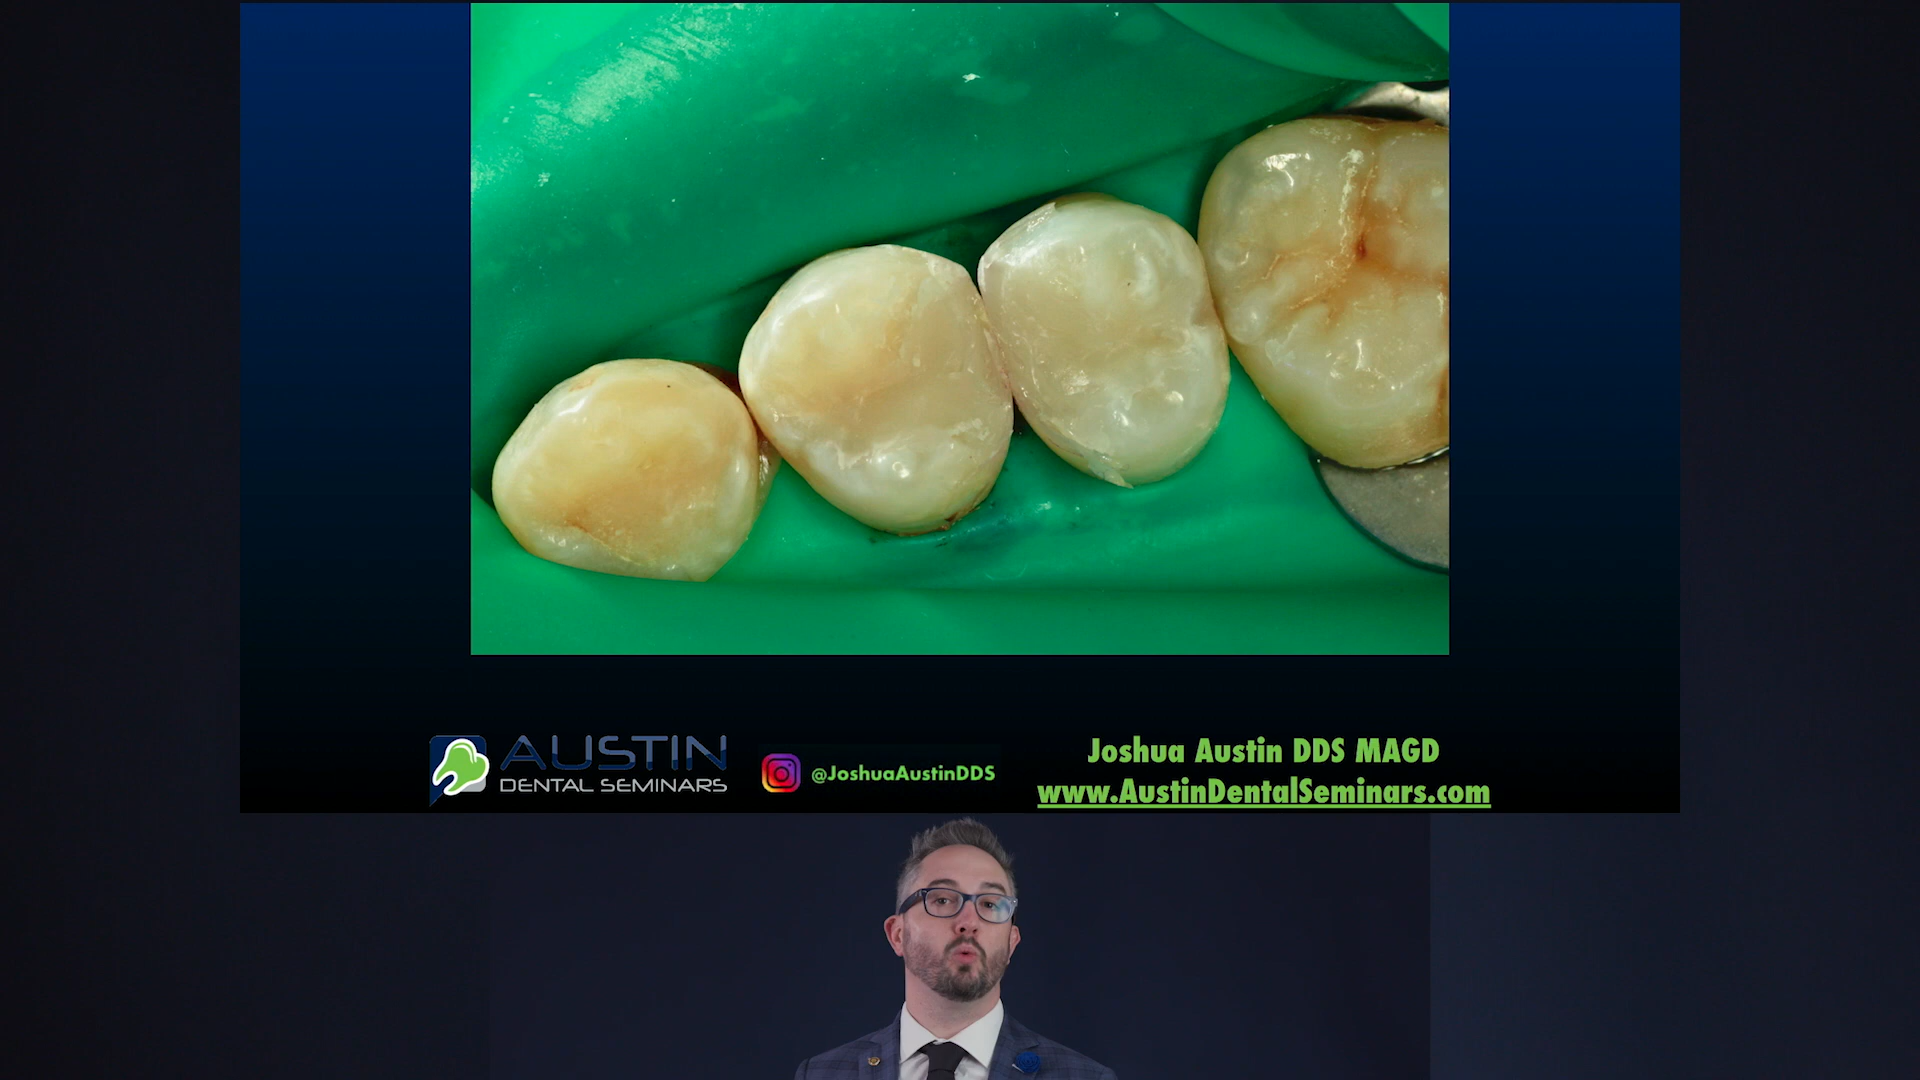 AUSTIN
DENTAL SEMINARS
@JoshuaAustinDDS
Joshua Austin DDS MAGD
www.AustinDentalSeminars.com